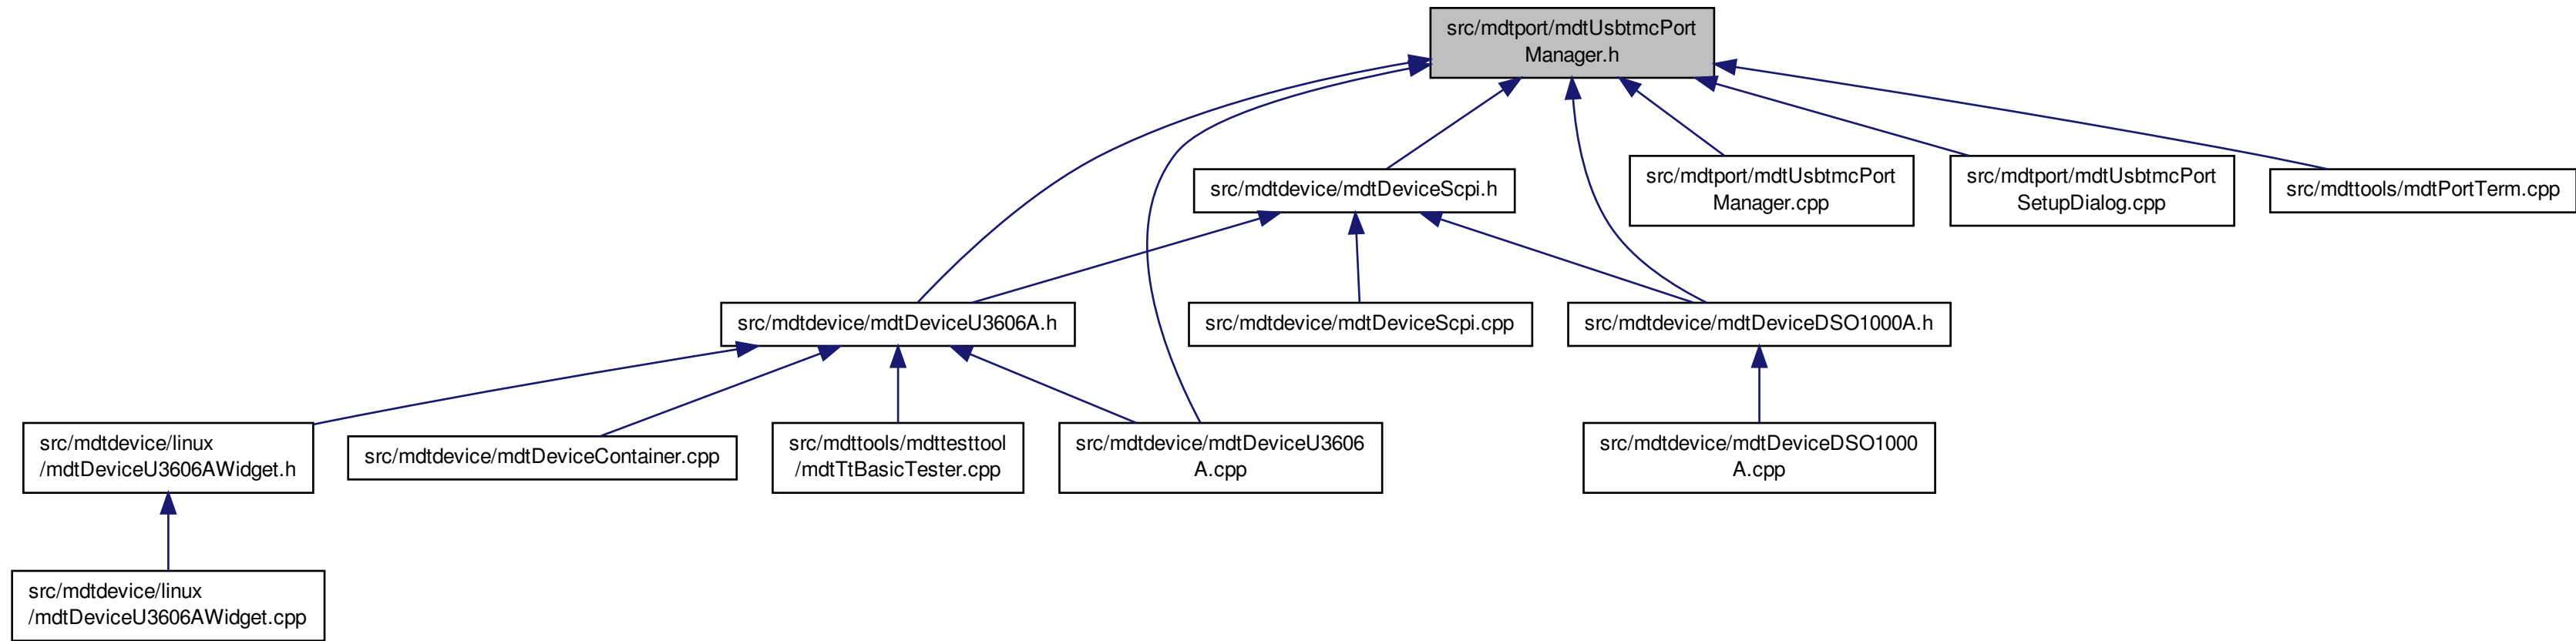 src/mdtport/mdtUsbtmcPort
Manager.h
src/mdtdevice/mdtDeviceScpi.h
src/mdtport/mdtUsbtmcPort
Manager.cpp
src/mdtport/mdtUsbtmcPort
SetupDialog.cpp
src/mdttools/mdtPortTerm.cpp
src/mdtdevice/mdtDeviceU3606A.h
src/mdtdevice/mdtDeviceScpi.cpp
src/mdtdevice/mdtDeviceDSO1000A.h
src/mdtdevice/linux
/mdtDeviceU3606AWidget.h
src/mdtdevice/mdtDeviceContainer.cpp
src/mdttools/mdttesttool
/mdtTtBasicTester.cpp
src/mdtdevice/mdtDeviceU3606
A.cpp
src/mdtdevice/mdtDeviceDSO1000
A.cpp
src/mdtdevice/linux
/mdtDeviceU3606AWidget.cpp